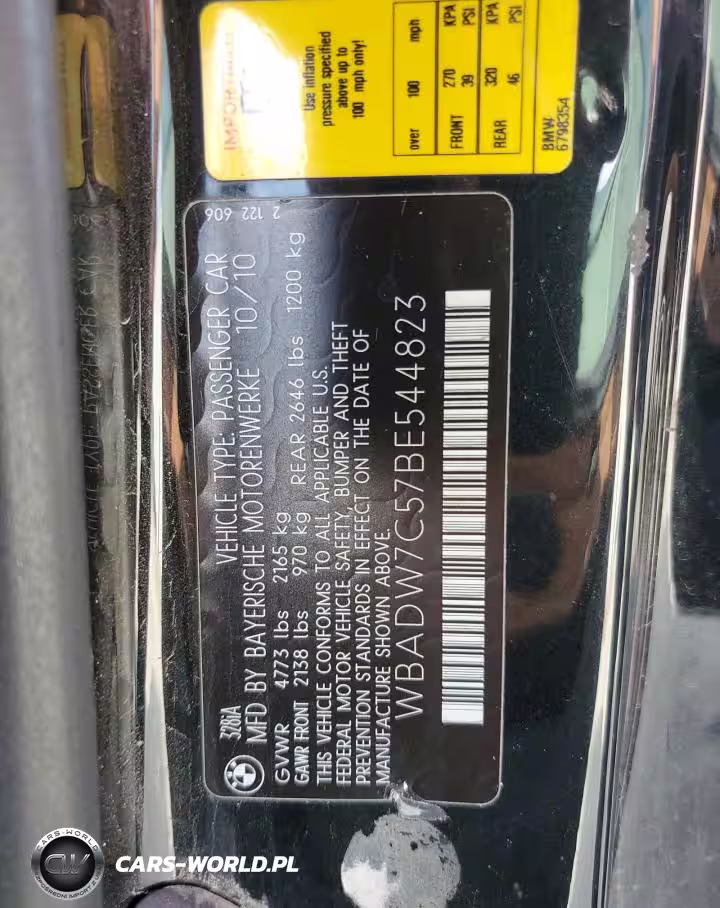 328iA
VEHICLE TYPE: PASSENGER CAR
2 122 606
MFD BY BAYERISCHE MOTORENWERKE 10/10
GVWR 4773 lbs 2165 kg
GAWR FRONT 2138 lbs 970 kg REAR 2646 lbs 1200 kg
THIS VEHICLE CONFORMS TO ALL APPLICABLE U.S.
FEDERAL MOTOR VEHICLE SAFETY, BUMPER AND THEFT
PREVENTION STANDARDS IN EFFECT ON THE DATE OF
MANUFACTURE SHOWN ABOVE.
WBADW7C57BE544823
Use inflation
pressure specified
above up to
100 mph only!
over 100 mph
FRONT 270 KPA
39 PSI
REAR 320 KPA
46 PSI
BMW
6798354
CARS-WORLD
CW
CARS-WORLD.PL